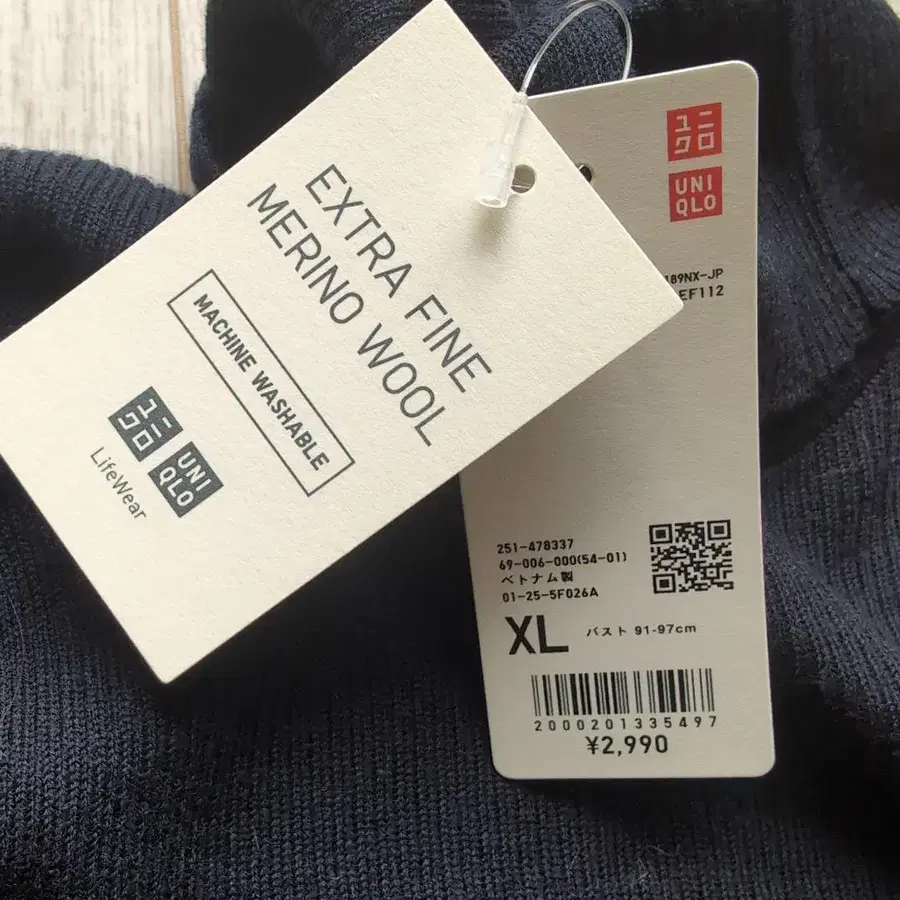 EXTRA FINE
MERINO WOOL
MACHINE WASHABLE
ユニ
クロ
UNI
QLO
LifeWear
ユニ
クロ
UNI
QLO
189NX-JP
EF112
251-478337
69-006-000(54-01)
ベトナム製
01-25-5F026A
XL バスト 91-97cm
2000201335497
¥2,990